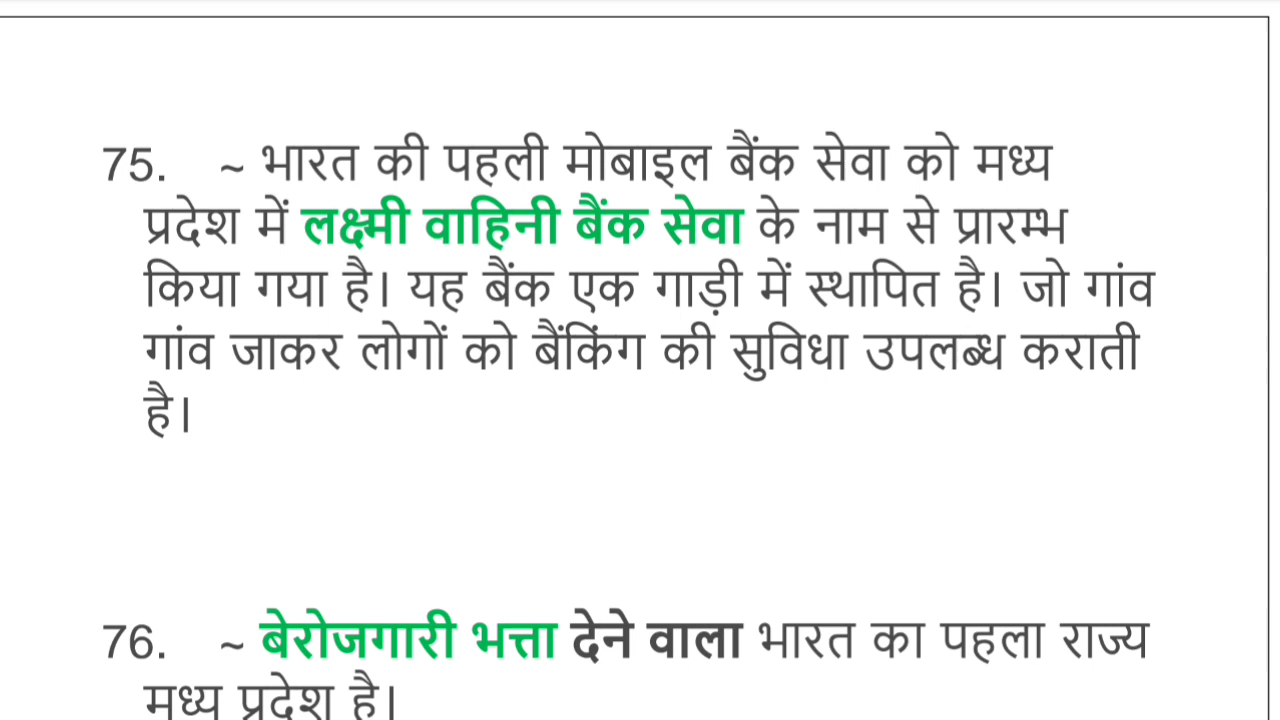 75. ~ भारत की पहली मोबाइल बैंक सेवा को मध्य
प्रदेश में लक्ष्मी वाहिनी बैंक सेवा के नाम से प्रारम्भ
किया गया है। यह बैंक एक गाड़ी में स्थापित है। जो गांव
गांव जाकर लोगों को बैंकिंग की सुविधा उपलब्ध कराती
है।
76. ~ बेरोजगारी भत्ता देने वाला भारत का पहला राज्य
मध्य प्रदेश है।